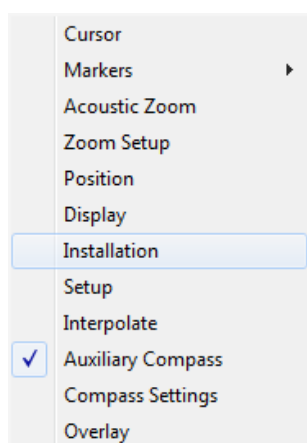 Cursor
Markers
Acoustic Zoom
Zoom Setup
Position
Display
Installation
Setup
Interpolate
Auxiliary Compass
Compass Settings
Overlay